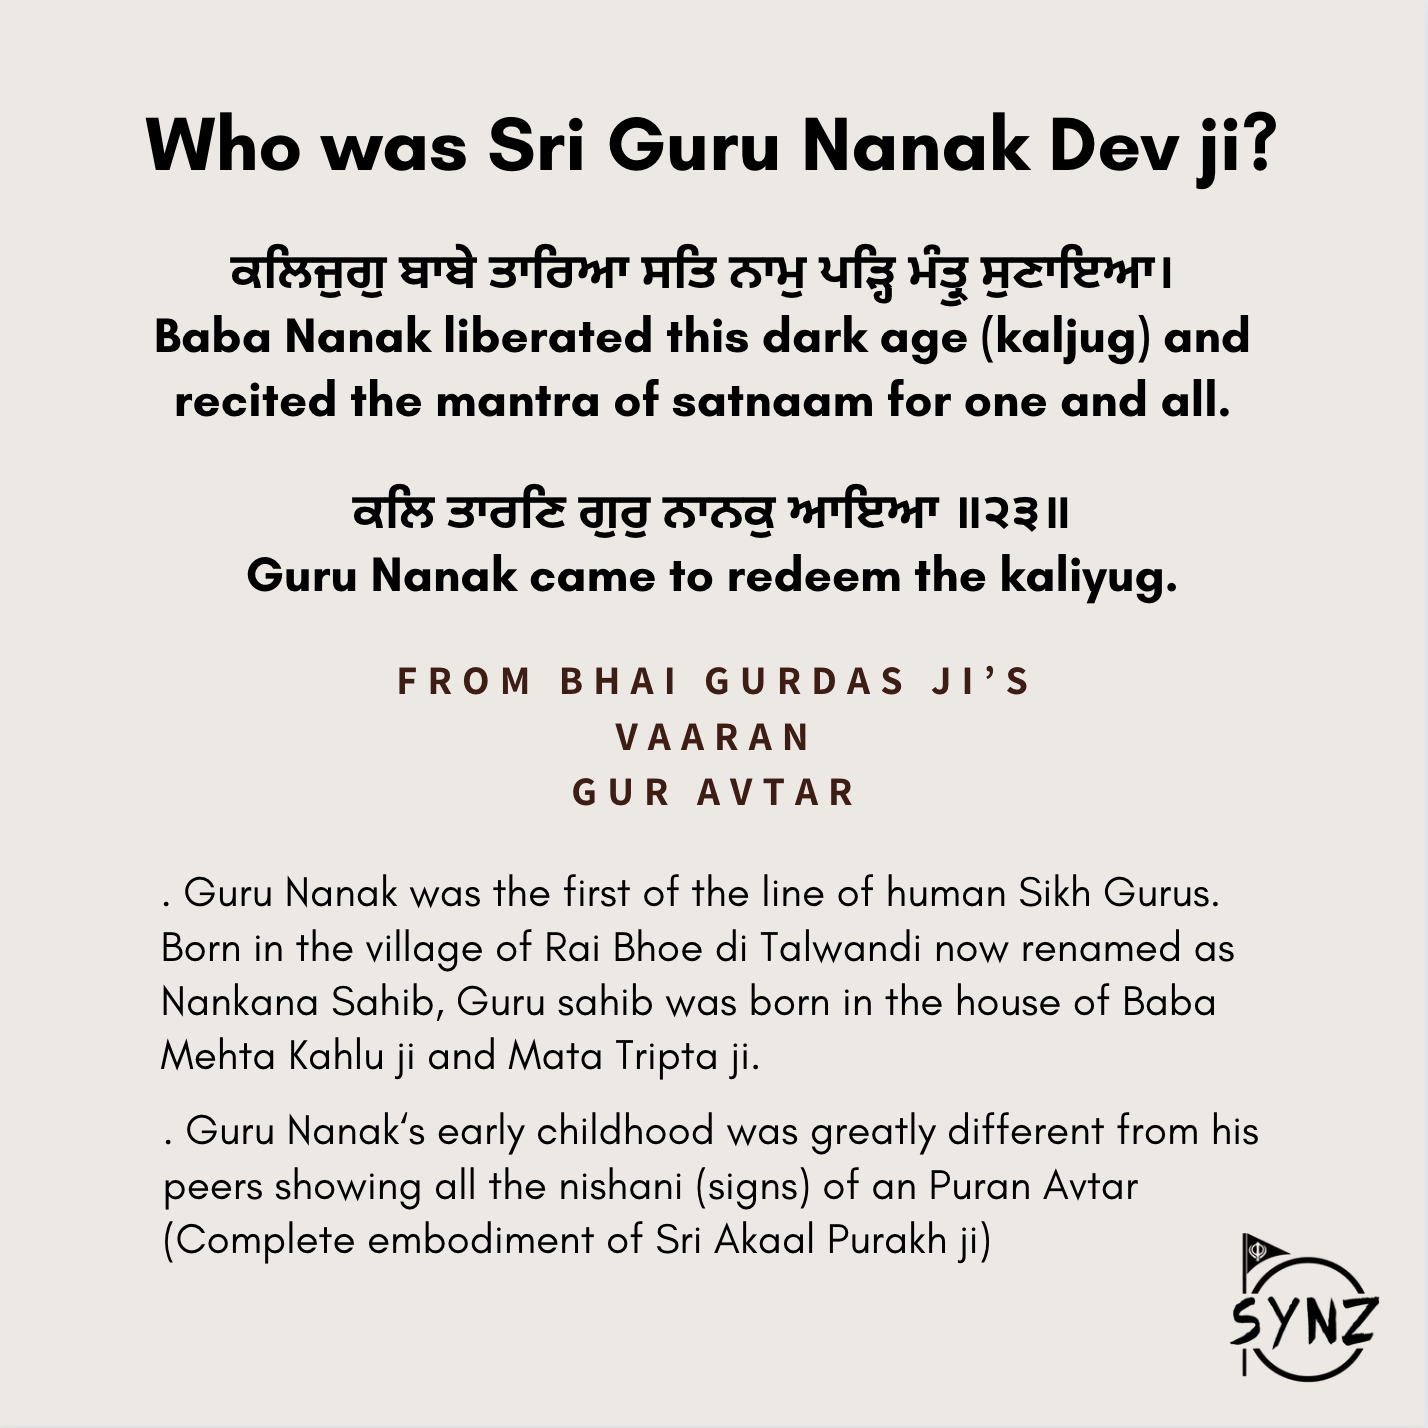 Who was Sri Guru Nanak Dev ji?
ਕਲਿਜੁਗੁ ਬਾਬੇ ਤਾਰਿਆ ਸਤਿ ਨਾਮੁ ਪੜ੍ਹਿ ਮੰਤ੍ਰੁ ਸੁਣਾਇਆ।
Baba Nanak liberated this dark age (kaljug) and
recited the mantra of satnaam for one and all.
ਕਲਿ ਤਾਰਣਿ ਗੁਰੁ ਨਾਨਕੁ ਆਇਆ ॥੨੩॥
Guru Nanak came to redeem the kaliyug.
FROM BHAI GURDAS JI’S
VAARAN
GUR AVTAR
. Guru Nanak was the first of the line of human Sikh Gurus.
Born in the village of Rai Bhoe di Talwandi now renamed as
Nankana Sahib, Guru sahib was born in the house of Baba
Mehta Kahlu ji and Mata Tripta ji.
. Guru Nanak‘s early childhood was greatly different from his
peers showing all the nishani (signs) of an Puran Avtar
(Complete embodiment of Sri Akaal Purakh ji)
SYNZ